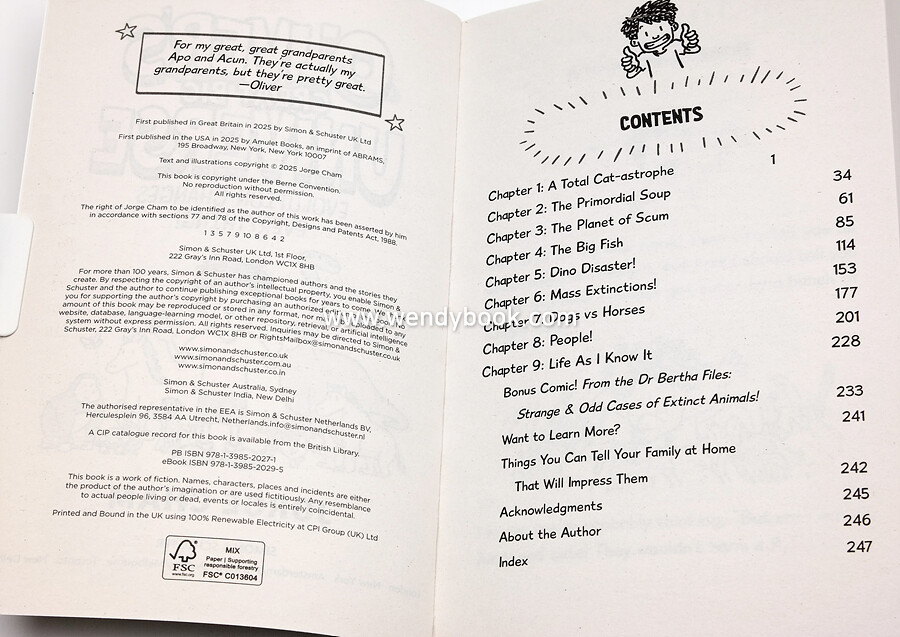 For my great, great grandparents
Apo and Acun. They're actually my
grandparents, but they're pretty great.
—Oliver
First published in Great Britain in 2025 by Simon & Schuster UK Ltd
First published in the USA in 2025 by Amulet Books, an imprint of ABRAMS,
195 Broadway, New York, New York 10007
Text and illustrations copyright © 2025 Jorge Cham
This book is copyright under the Berne Convention.
No reproduction without permission.
All rights reserved.
The right of Jorge Cham to be identified as the author of this work has been asserted by him
in accordance with sections 77 and 78 of the Copyright, Designs and Patents Act, 1988.
1 3 5 7 9 10 8 6 4 2
Simon & Schuster UK Ltd, 1st Floor,
222 Gray's Inn Road, London WC1X 8HB
For more than 100 years, Simon & Schuster has championed authors and the stories they
create. By respecting the copyright of an author's intellectual property, you enable Simon &
Schuster and the author to continue publishing exceptional books for years to come. We thank
you for supporting the author's copyright by purchasing an authorized
amount of this book may be reproduced or stored in any format, nor may it be uploaded to any
website, database, language-learning model, or other repository, retrieval, or artificial intelligence
system without express permission. All rights reserved. Inquiries may be directed to Simon &
Schuster, 222 Gray's Inn Road, London WC1X 8HB or RightsMailbox@simonandschuster.co.uk
www.simonandschuster.co.uk
www.simonandschuster.com.au
www.simonandschuster.co.in
Simon & Schuster Australia, Sydney
Simon & Schuster India, New Delhi
The authorised representative in the EEA is Simon & Schuster Netherlands BV,
Herculesplein 96, 3584 AA Utrecht, Netherlands.info@simonandschuster.nl
A CIP catalogue record for this book is available from the British Library.
PB ISBN 978-1-3985-2027-1
eBook ISBN 978-1-3985-2029-5
This book is a work of fiction. Names, characters, places and incidents are either
the product of the author's imagination or are used fictitiously. Any resemblance
to actual people living or dead, events or locales is entirely coincidental.
Printed and Bound in the UK using 100% Renewable Electricity at CPI Group (UK) Ltd
FSC
www.fsc.org
MIX
Paper | Supporting
responsible forestry
FSC® C013604
www.wendybook.com
CONTENTS
Chapter 1: A Total Cat-astrophe 1
Chapter 2: The Primordial Soup 34
Chapter 3: The Planet of Scum 61
Chapter 4: The Big Fish 85
Chapter 5: Dino Disaster! 114
Chapter 6: Mass Extinctions! 153
Chapter 7: Dogs vs Horses 177
Chapter 8: People! 201
Chapter 9: Life As I Know It 228
Bonus Comic! From the Dr Bertha Files:
Strange & Odd Cases of Extinct Animals! 233
Want to Learn More? 241
Things You Can Tell Your Family at Home
That Will Impress Them 242
Acknowledgments 245
About the Author 246
Index 247